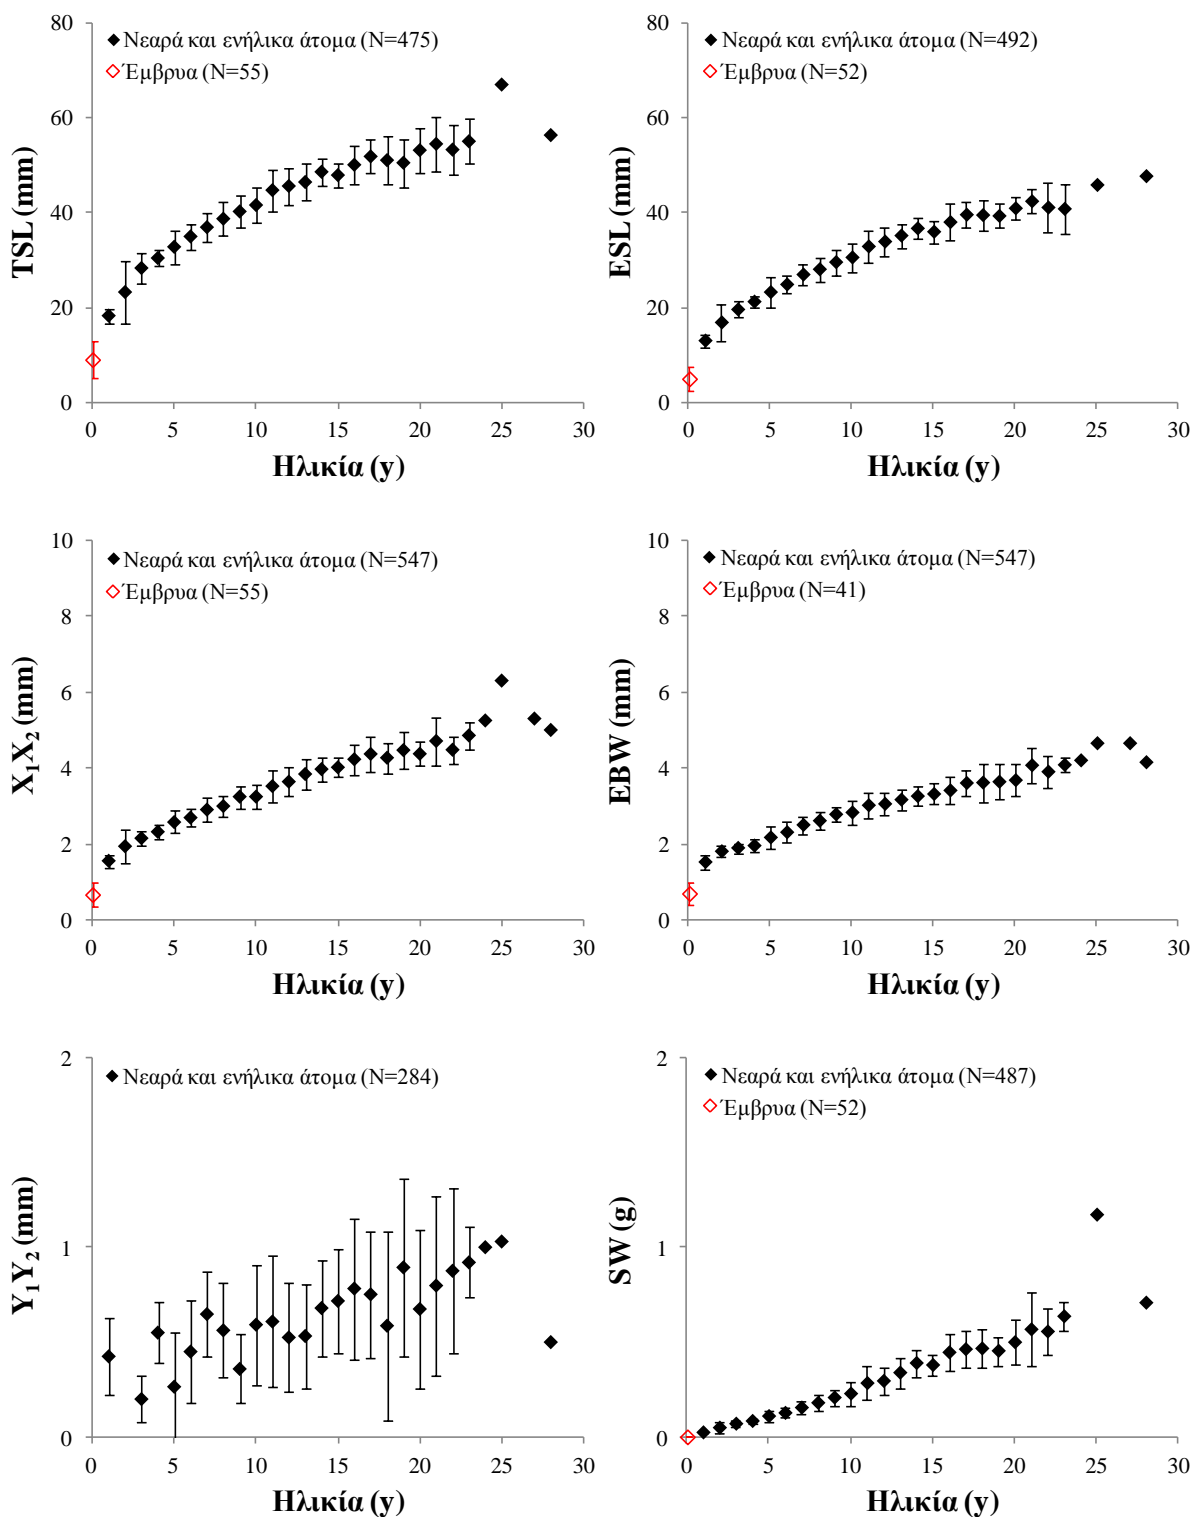 80
60
40
20
0
0 5 10 15 20 25 30
TSL (mm)
Ηλικία (y)
Νεαρά και ενήλικα άτομα (N=475)
Έμβρυα (N=55)
80
60
40
20
0
0 5 10 15 20 25 30
ESL (mm)
Ηλικία (y)
Νεαρά και ενήλικα άτομα (N=492)
Έμβρυα (N=52)
10
8
6
4
2
0
0 5 10 15 20 25 30
X₁X₂ (mm)
Ηλικία (y)
Νεαρά και ενήλικα άτομα (N=547)
Έμβρυα (N=55)
10
8
6
4
2
0
0 5 10 15 20 25 30
EBW (mm)
Ηλικία (y)
Νεαρά και ενήλικα άτομα (N=547)
Έμβρυα (N=41)
2
1
0
0 5 10 15 20 25 30
Y₁Y₂ (mm)
Ηλικία (y)
Νεαρά και ενήλικα άτομα (N=284)
2
1
0
0 5 10 15 20 25 30
SW (g)
Ηλικία (y)
Νεαρά και ενήλικα άτομα (N=487)
Έμβρυα (N=52)